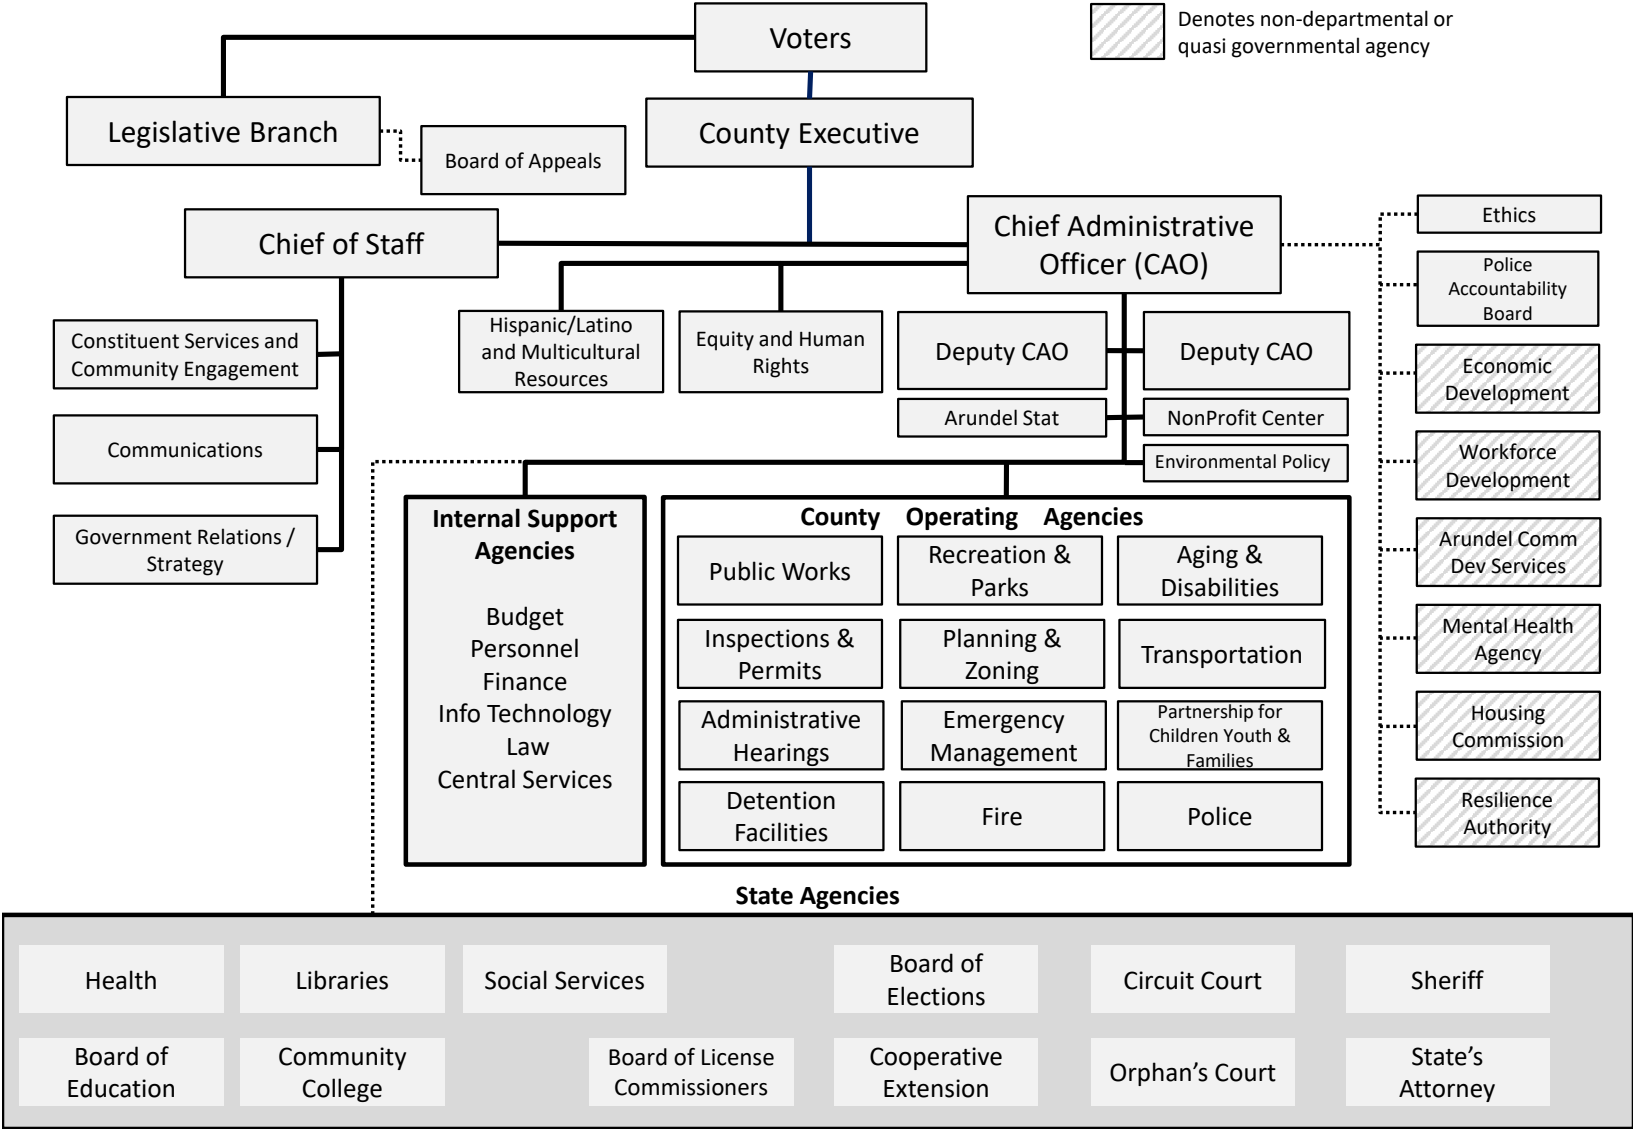 Voters
Denotes non-departmental or
quasi governmental agency
Legislative Branch
Board of Appeals
County Executive
Chief of Staff
Chief Administrative
Officer (CAO)
Ethics
Police
Accountability
Board
Economic
Development
Workforce
Development
Arundel Comm
Dev Services
Mental Health
Agency
Housing
Commission
Resilience
Authority
Constituent Services and
Community Engagement
Communications
Government Relations /
Strategy
Hispanic/Latino
and Multicultural
Resources
Equity and Human
Rights
Deputy CAO
Deputy CAO
Arundel Stat
NonProfit Center
Environmental Policy
Internal Support
Agencies
Budget
Personnel
Finance
Info Technology
Law
Central Services
County Operating Agencies
Public Works
Recreation &
Parks
Aging &
Disabilities
Inspections &
Permits
Planning &
Zoning
Transportation
Administrative
Hearings
Emergency
Management
Partnership for
Children Youth &
Families
Detention
Facilities
Fire
Police
State Agencies
Health
Libraries
Social Services
Board of
Elections
Circuit Court
Sheriff
Board of
Education
Community
College
Board of License
Commissioners
Cooperative
Extension
Orphan’s Court
State’s
Attorney